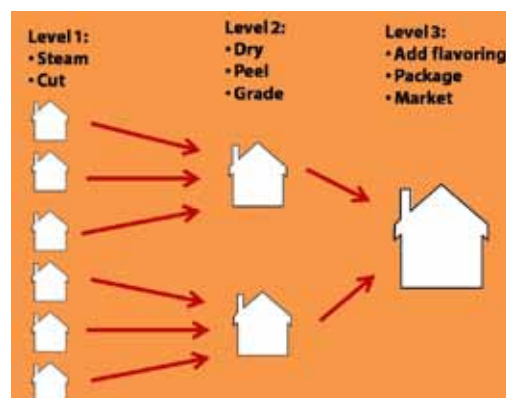 Level 1:
• Steam
• Cut
Level 2:
• Dry
• Peel
• Grade
Level 3:
• Add flavoring
• Package
• Market